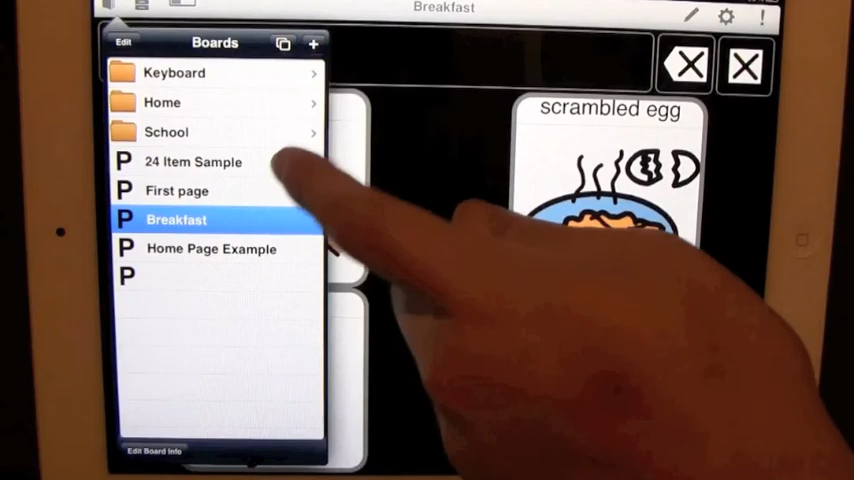 Breakfast
Edit
Boards
Keyboard
Home
School
P 24 Item Sample
P First page
P Breakfast
P Home Page Example
P
Edit Board Info
scrambled egg